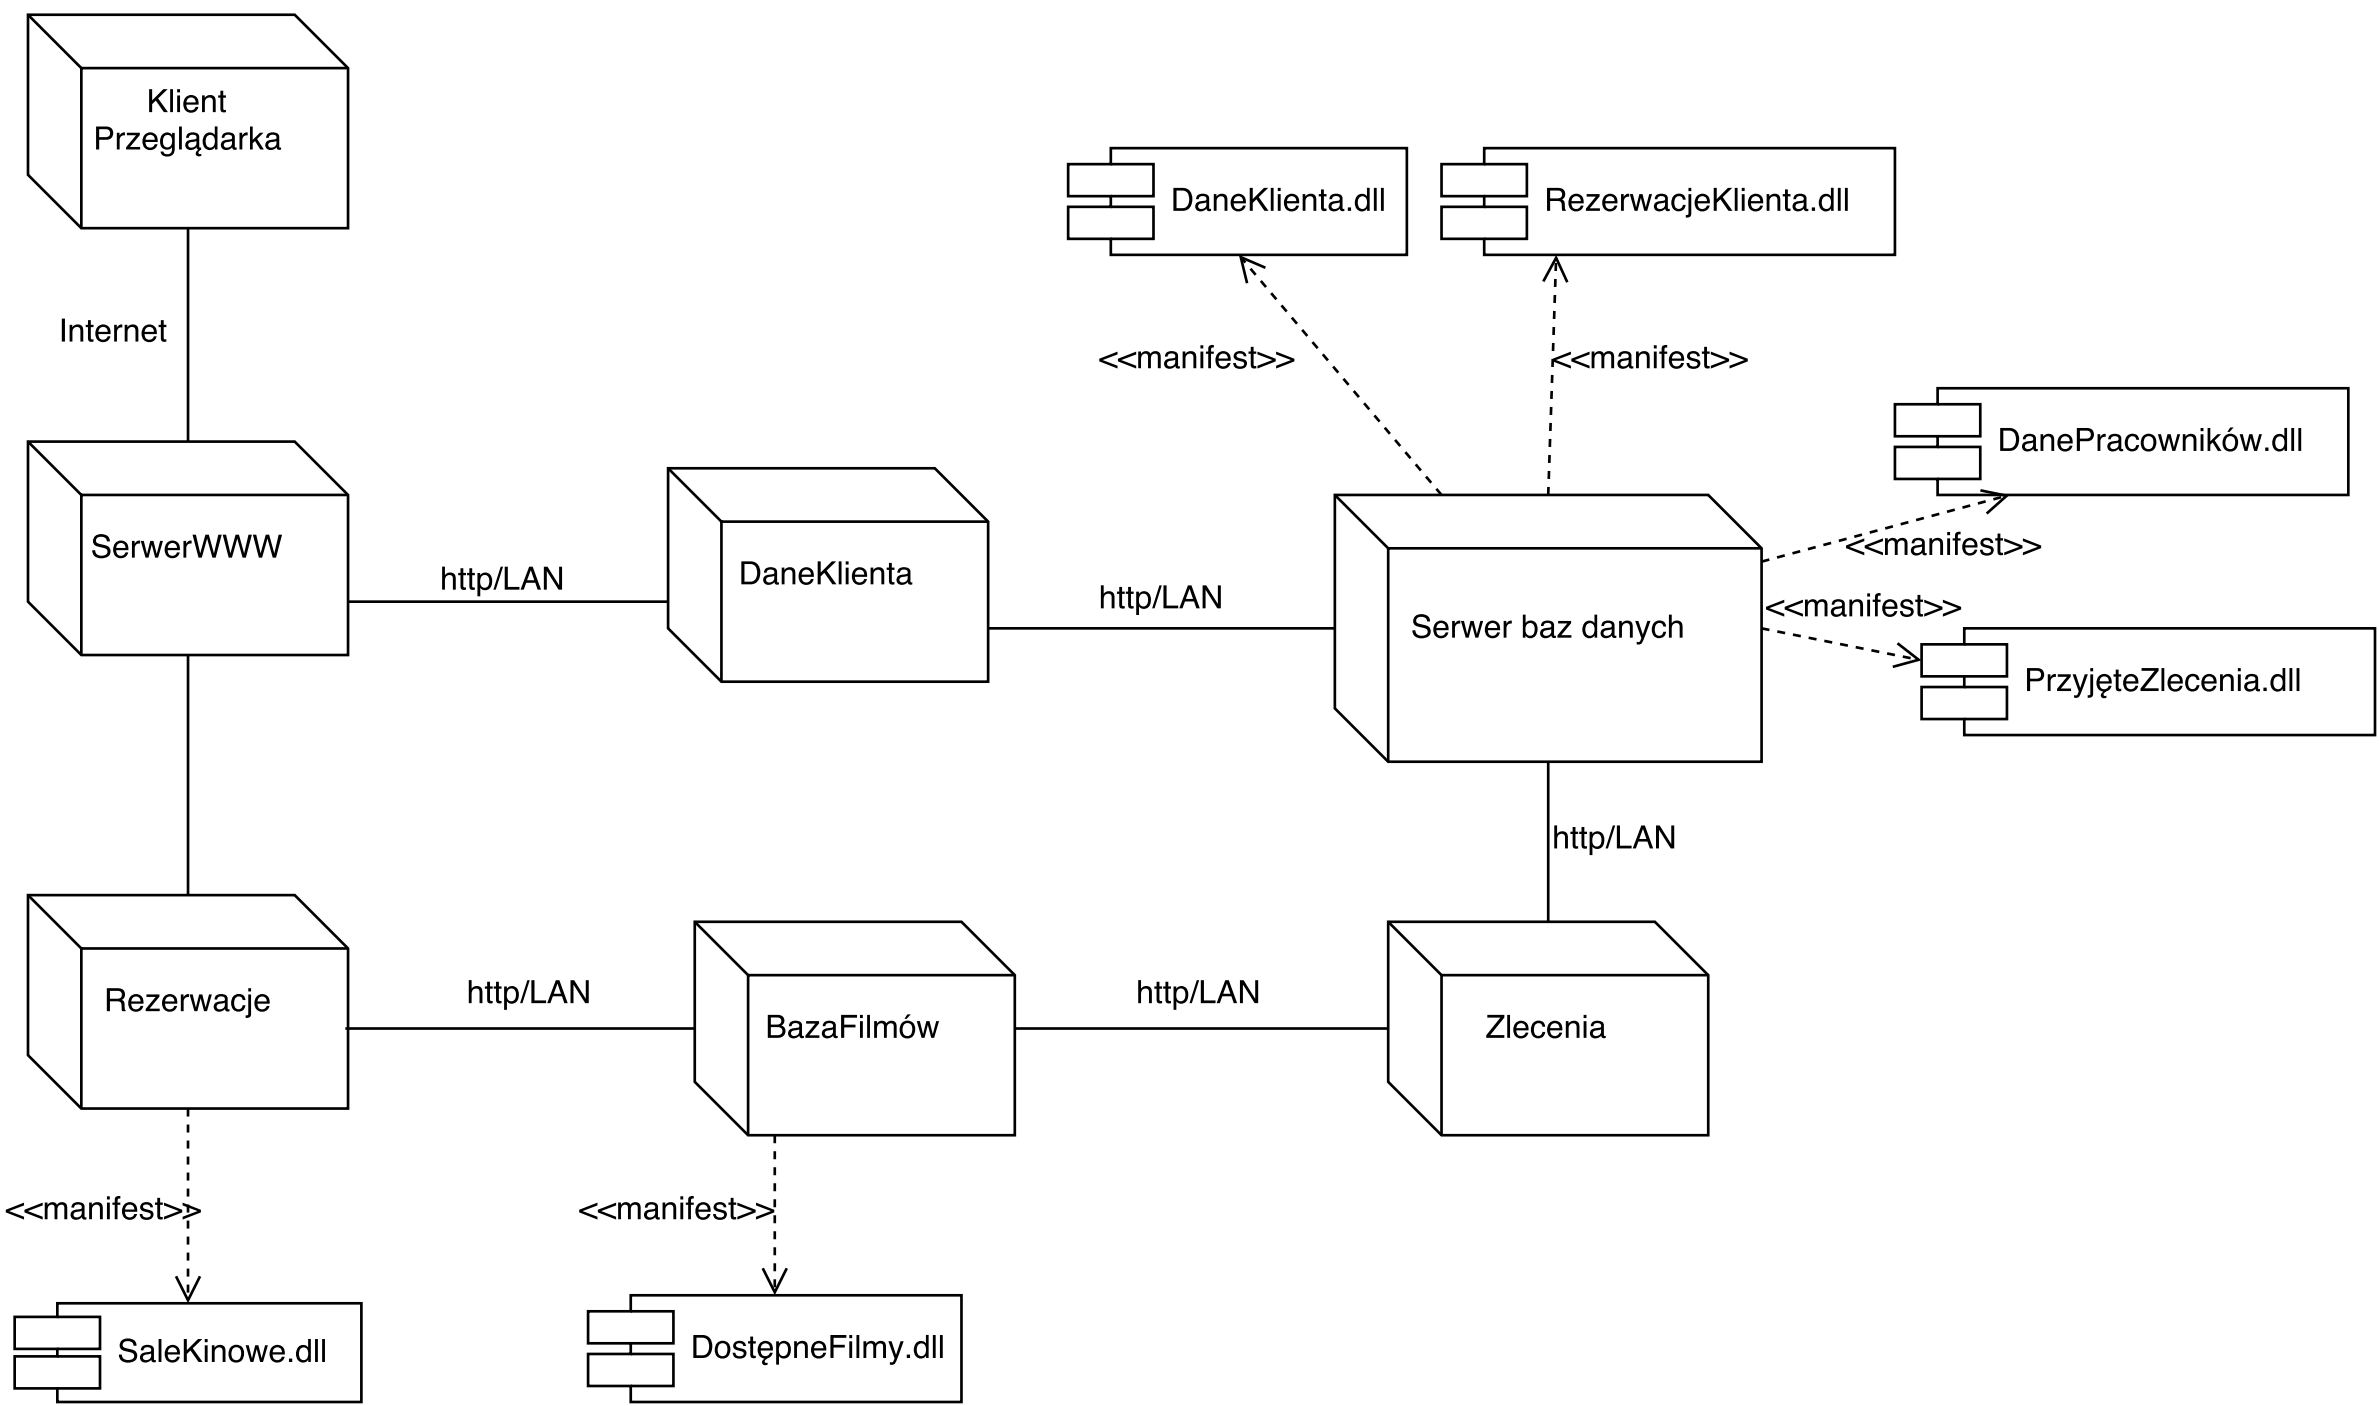 Klient
Przeglądarka
DaneKlienta.dll
RezerwacjeKlienta.dll
Internet
<<manifest>>
<<manifest>>
DanePracowników.dll
SerwerWWW
<<manifest>>
http/LAN
DaneKlienta
http/LAN
Serwer baz danych
<<manifest>>
PrzyjęteZlecenia.dll
http/LAN
Rezerwacje
http/LAN
BazaFilmów
http/LAN
Zlecenia
<<manifest>>
<<manifest>>
SaleKinowe.dll
DostępneFilmy.dll